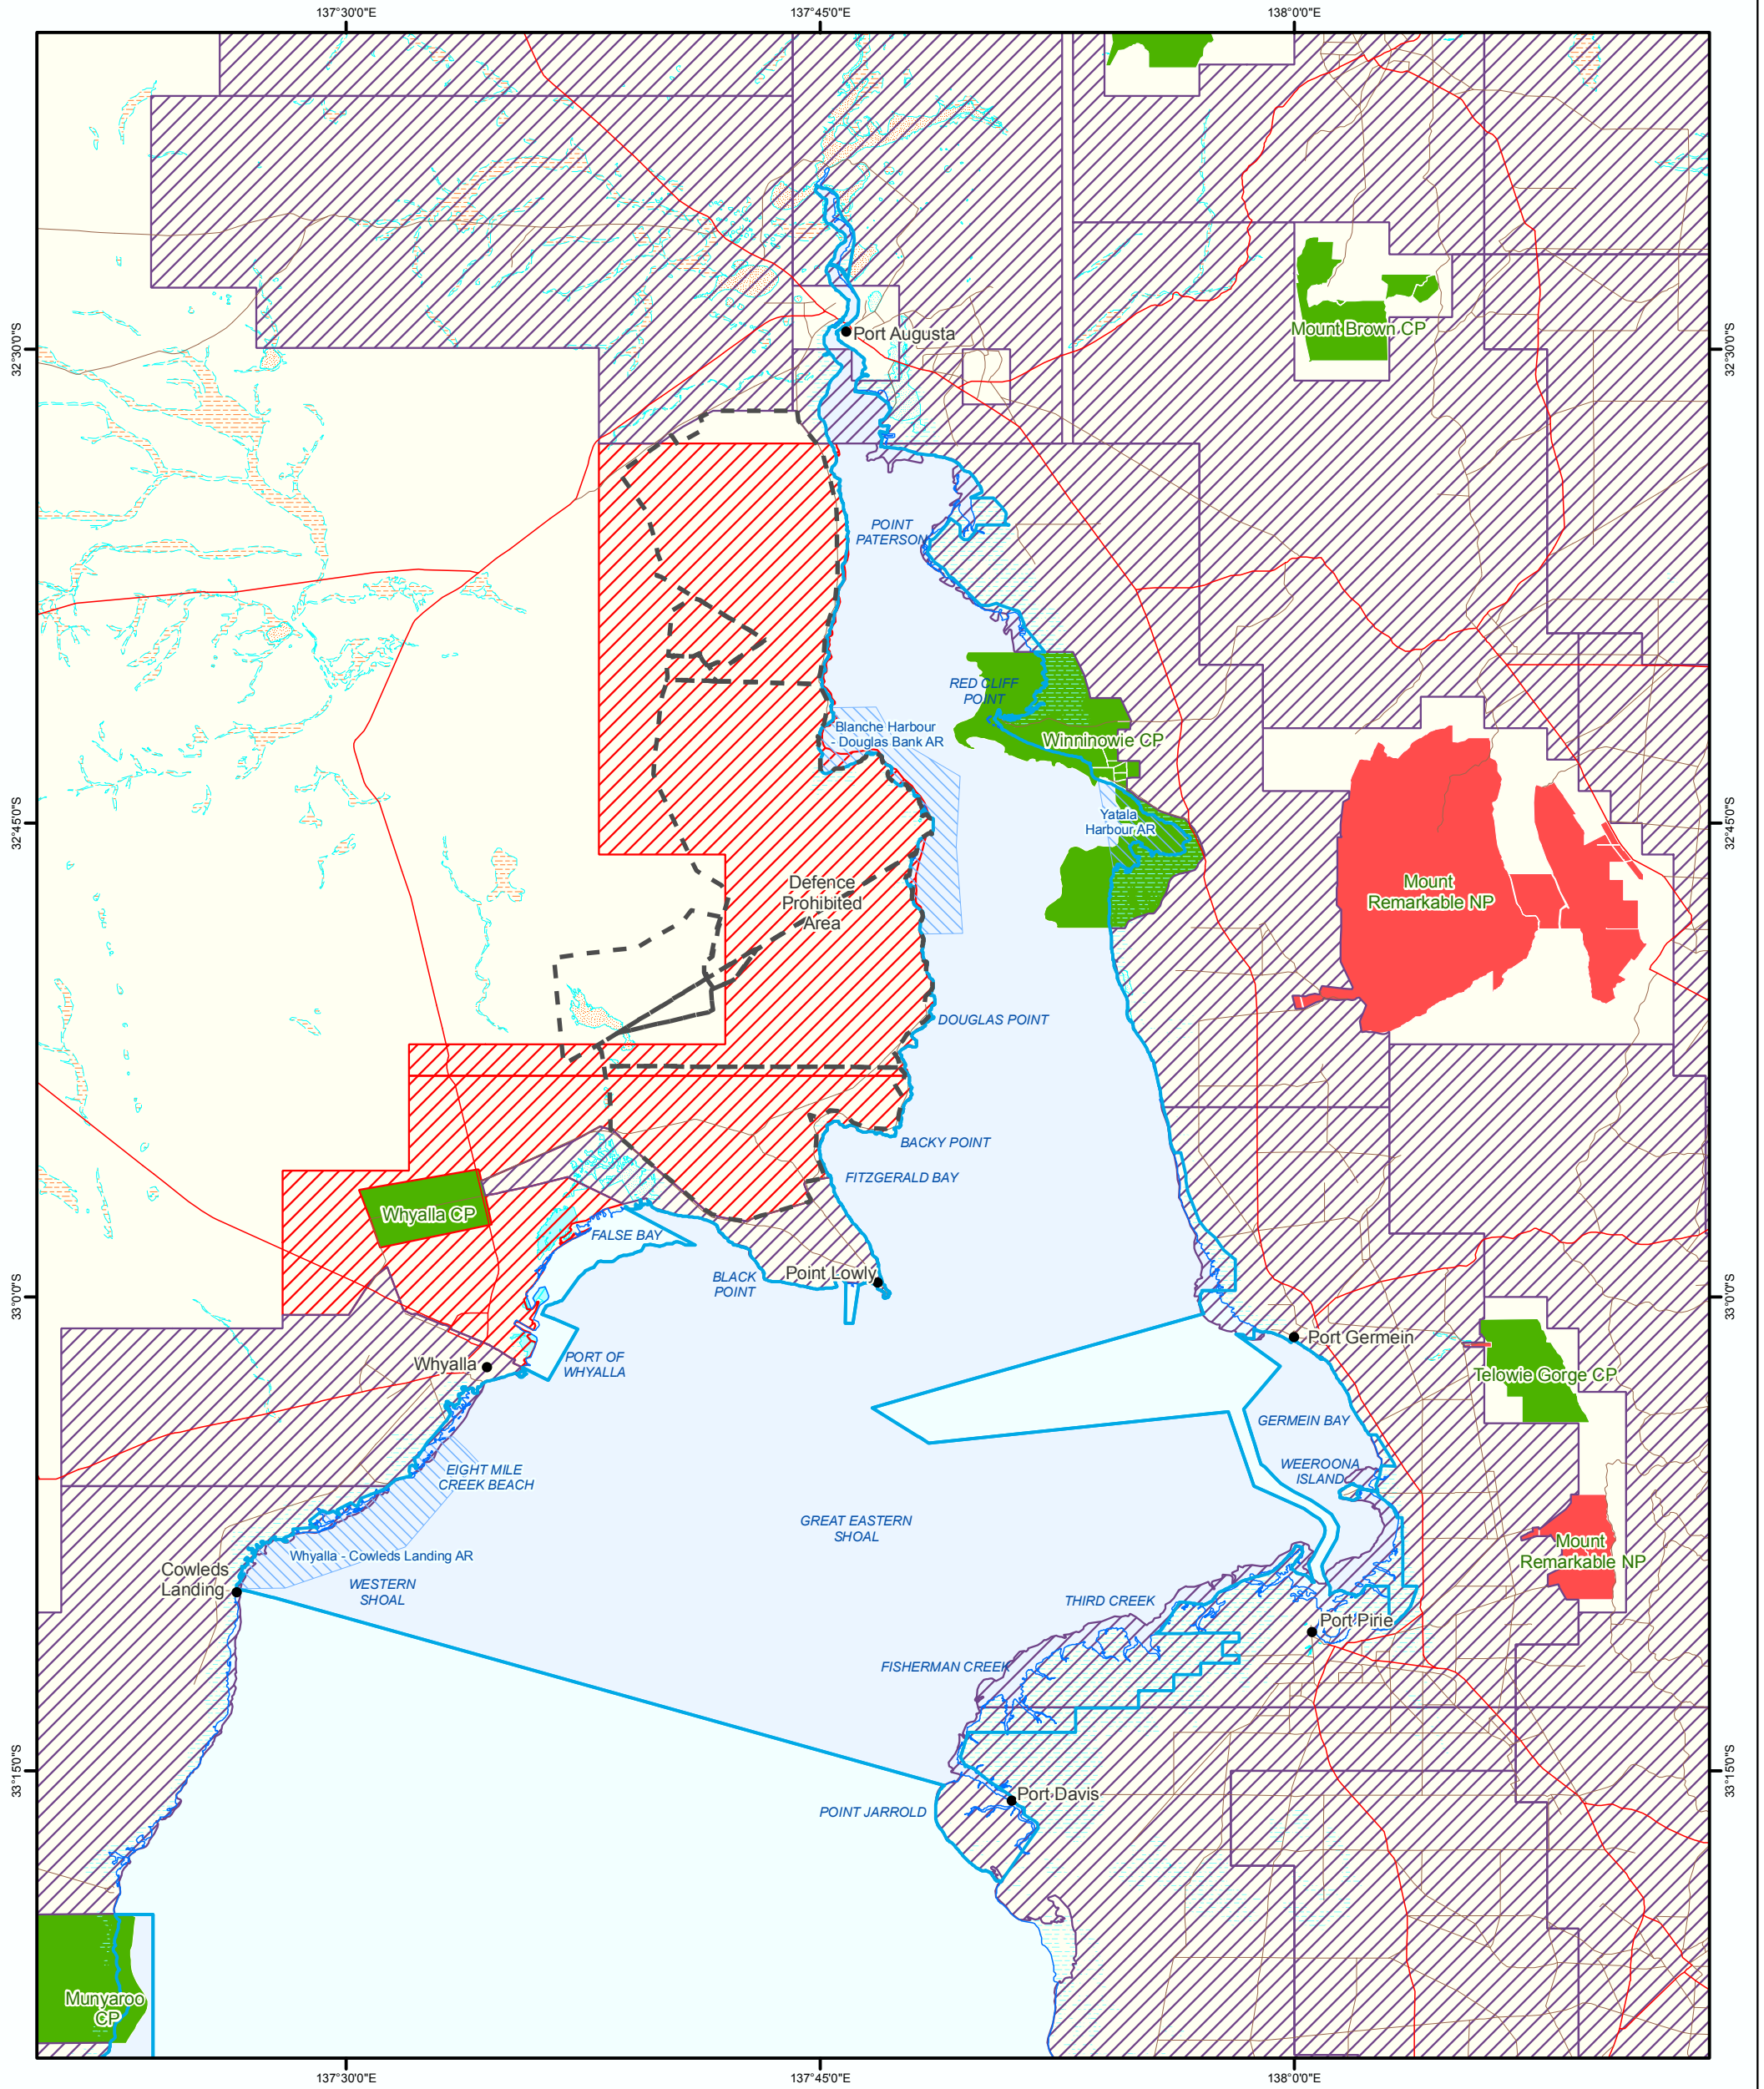 137°30'0"E
137°45'0"E
138°0'0"E
Port Augusta
Mount Brown CP
32°30'0"S
32°30'0"S
POINT
PATERSON
RED CLIFF
POINT
Blanche Harbour
- Douglas Bank AR
Winninowie CP
Yatala
Harbour AR
32°45'0"S
32°45'0"S
Defence
Prohibited
Area
Mount
Remarkable NP
DOUGLAS POINT
BACKY POINT
FITZGERALD BAY
Whyalla CP
FALSE BAY
BLACK
POINT
Point Lowly
33°0'0"S
33°0'0"S
Port Germein
PORT OF
WHYALLA
Whyalla
Telowie Gorge CP
GERMEIN BAY
EIGHT MILE
CREEK BEACH
WEEROONA
ISLAND
GREAT EASTERN
SHOAL
Whyalla - Cowleds Landing AR
Cowleds
Landing
WESTERN
SHOAL
Mount
Remarkable NP
THIRD CREEK
Port Pirie
FISHERMAN CREEK
33°15'0"S
33°15'0"S
Port Davis
POINT JARROLD
Munyaroo
CP
137°30'0"E
137°45'0"E
138°0'0"E